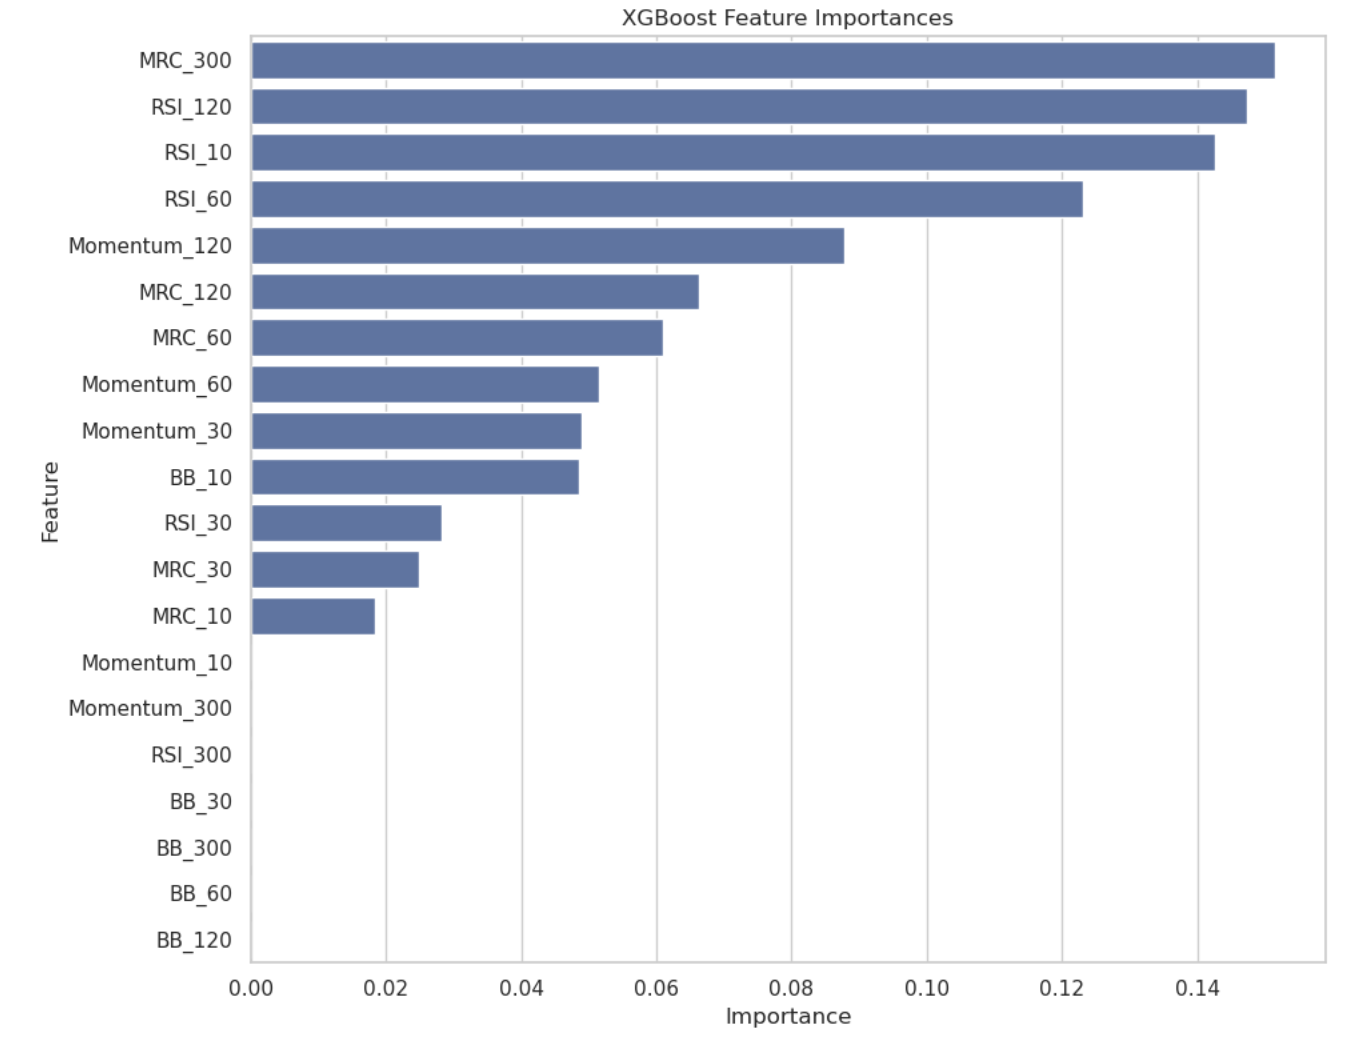 XGBoost Feature Importances
MRC_300
RSI_120
RSI_10
RSI_60
Momentum_120
MRC_120
MRC_60
Momentum_60
Momentum_30
BB_10
RSI_30
MRC_30
MRC_10
Momentum_10
Momentum_300
RSI_300
BB_30
BB_300
BB_60
BB_120
Feature
0.00 0.02 0.04 0.06 0.08 0.10 0.12 0.14
Importance